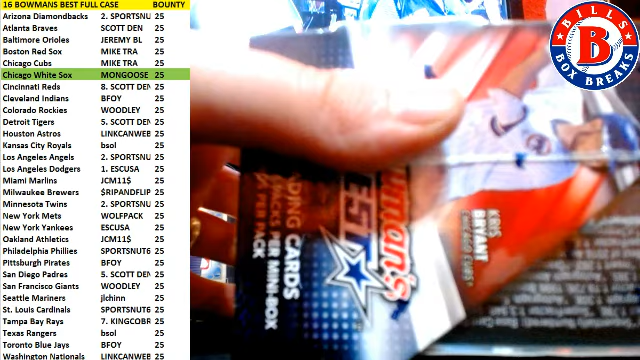 16 BOWMANS BEST FULL CASE BOUNTY
Arizona Diamondbacks 2. SPORTSNU 25
Atlanta Braves SCOTT DEN 25
Baltimore Orioles JEREMY BL 25
Boston Red Sox MIKE TRA 25
Chicago Cubs MIKE TRA 25
Chicago White Sox MONGOOSE 25
Cincinnati Reds 8. SCOTT DEN 25
Cleveland Indians BFOY 25
Colorado Rockies WOODLEY 25
Detroit Tigers 5. SCOTT DEN 25
Houston Astros LINKCANWEB 25
Kansas City Royals bsol 25
Los Angeles Angels 2. SPORTSNU 25
Los Angeles Dodgers 1. ESCUSA 25
Miami Marlins JCM11$ 25
Milwaukee Brewers $RIPANDFLIP 25
Minnesota Twins 2. SPORTSNU 25
New York Mets WOLFPACK 25
New York Yankees ESCUSA 25
Oakland Athletics JCM11$ 25
Philadelphia Phillies SPORTSNUT6 25
Pittsburgh Pirates BFOY 25
San Diego Padres 5. SCOTT DEN 25
San Francisco Giants WOODLEY 25
Seattle Mariners jlchinn 25
St. Louis Cardinals SPORTSNUT6 25
Tampa Bay Rays 7. KINGCOBR 25
Texas Rangers bsol 25
Toronto Blue Jays BFOY 25
Washington Nationals LINKCANWEB 25
BILLS
B
BOX BREAKS
KRIS
BRYANT
CHICAGO CUBS
PACKS PER MINI-BOX
PER PACK